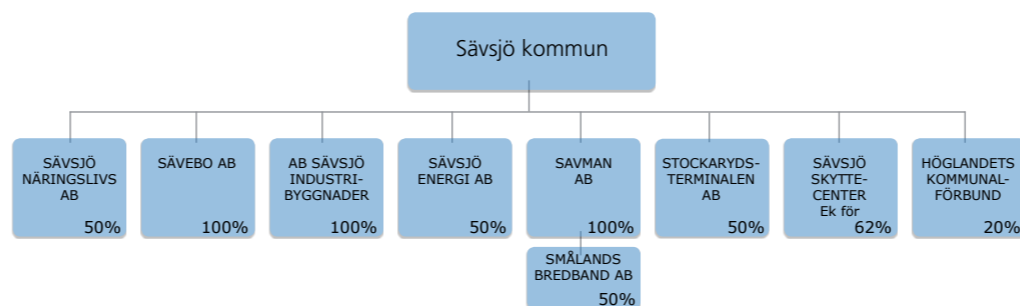 Sävsjö kommun
SÄVSJÖ
NÄRINGSLIVS
AB
50%
SÄVEBO AB
100%
AB SÄVSJÖ
INDUSTRI-
BYGGNADER
100%
SÄVSJÖ
ENERGI AB
50%
SAVMAN
AB
100%
STOCKARYDS-
TERMINALEN
AB
50%
SÄVSJÖ
SKYTTE-
CENTER
Ek för
62%
HÖGLANDETS
KOMMUNAL-
FÖRBUND
20%
SMÅLANDS
BREDBAND AB
50%